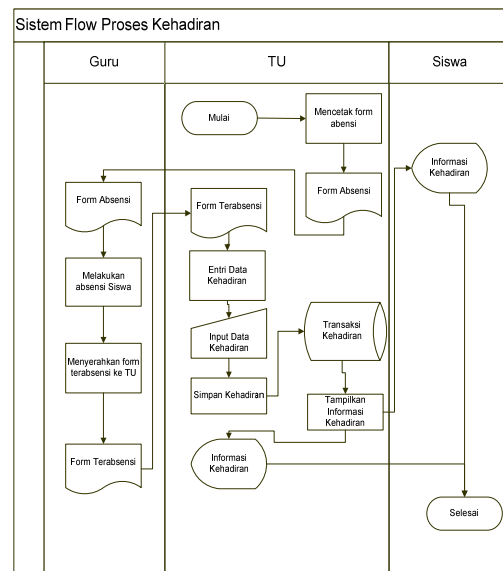 Sistem Flow Proses Kehadiran
Guru
TU
Siswa
Mulai
Mencetak form
abensi
Form Absensi
Form Absensi
Melakukan
absensi Siswa
Menyerahkan form
terabsensi ke TU
Form Terabsensi
Form Terabsensi
Entri Data
Kehadiran
Input Data
Kehadiran
Simpan Kehadiran
Transaksi
Kehadiran
Tampilkan
Informasi
Kehadiran
Informasi
Kehadiran
Informasi
Kehadiran
Selesai